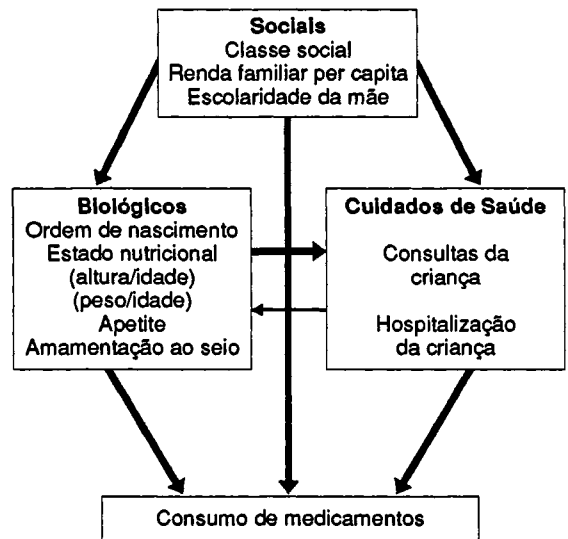 Sociais
Classe social
Renda familiar per capita
Escolaridade da mãe
Biológicos
Ordem de nascimento
Estado nutricional
(altura/idade)
(peso/idade)
Apetite
Amamentação ao seio
Cuidados de Saúde
Consultas da
criança
Hospitalização
da criança
Consumo de medicamentos